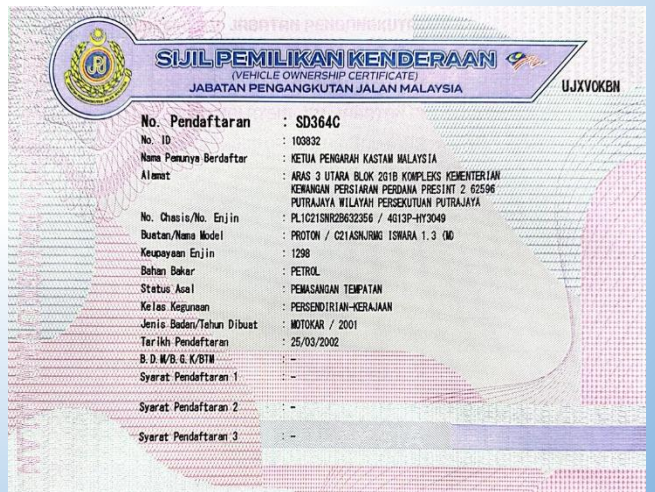 SIJIL PEMILIKAN KENDERAAN
(VEHICLE OWNERSHIP CERTIFICATE)
JABATAN PENGANGKUTAN JALAN MALAYSIA
UJXVOKBN
No. Pendaftaran : SD364C
No. ID : 103832
Nama Pemunya Berdaftar : KETUA PENGARAH KASTAM MALAYSIA
Alamat : ARAS 3 UTARA BLOK 2G1B KOMPLEKS KEMENTERIAN
KEWANGAN PERSIARAN PERDANA PRESINT 2 62596
PUTRAJAYA WILAYAH PERSEKUTUAN PUTRAJAYA
No. Chasis/No. Enjin : PL1C21SNR2B632356 / 4G13P-HY3049
Buatan/Nama Model : PROTON / C21ASNJRMG ISWARA 1.3 (MO
Keupayaan Enjin : 1298
Bahan Bakar : PETROL
Status Asal : PEMASANGAN TEMPATAN
Kelas Kegunaan : PERSENDIRIAN-KERAJAAN
Jenis Badan/Tahun Dibuat : MOTOKAR / 2001
Tarikh Pendaftaran : 25/03/2002
B.D.M/B.G.K/BTM : -
Syarat Pendaftaran 1 : -
Syarat Pendaftaran 2 : -
Syarat Pendaftaran 3 : -